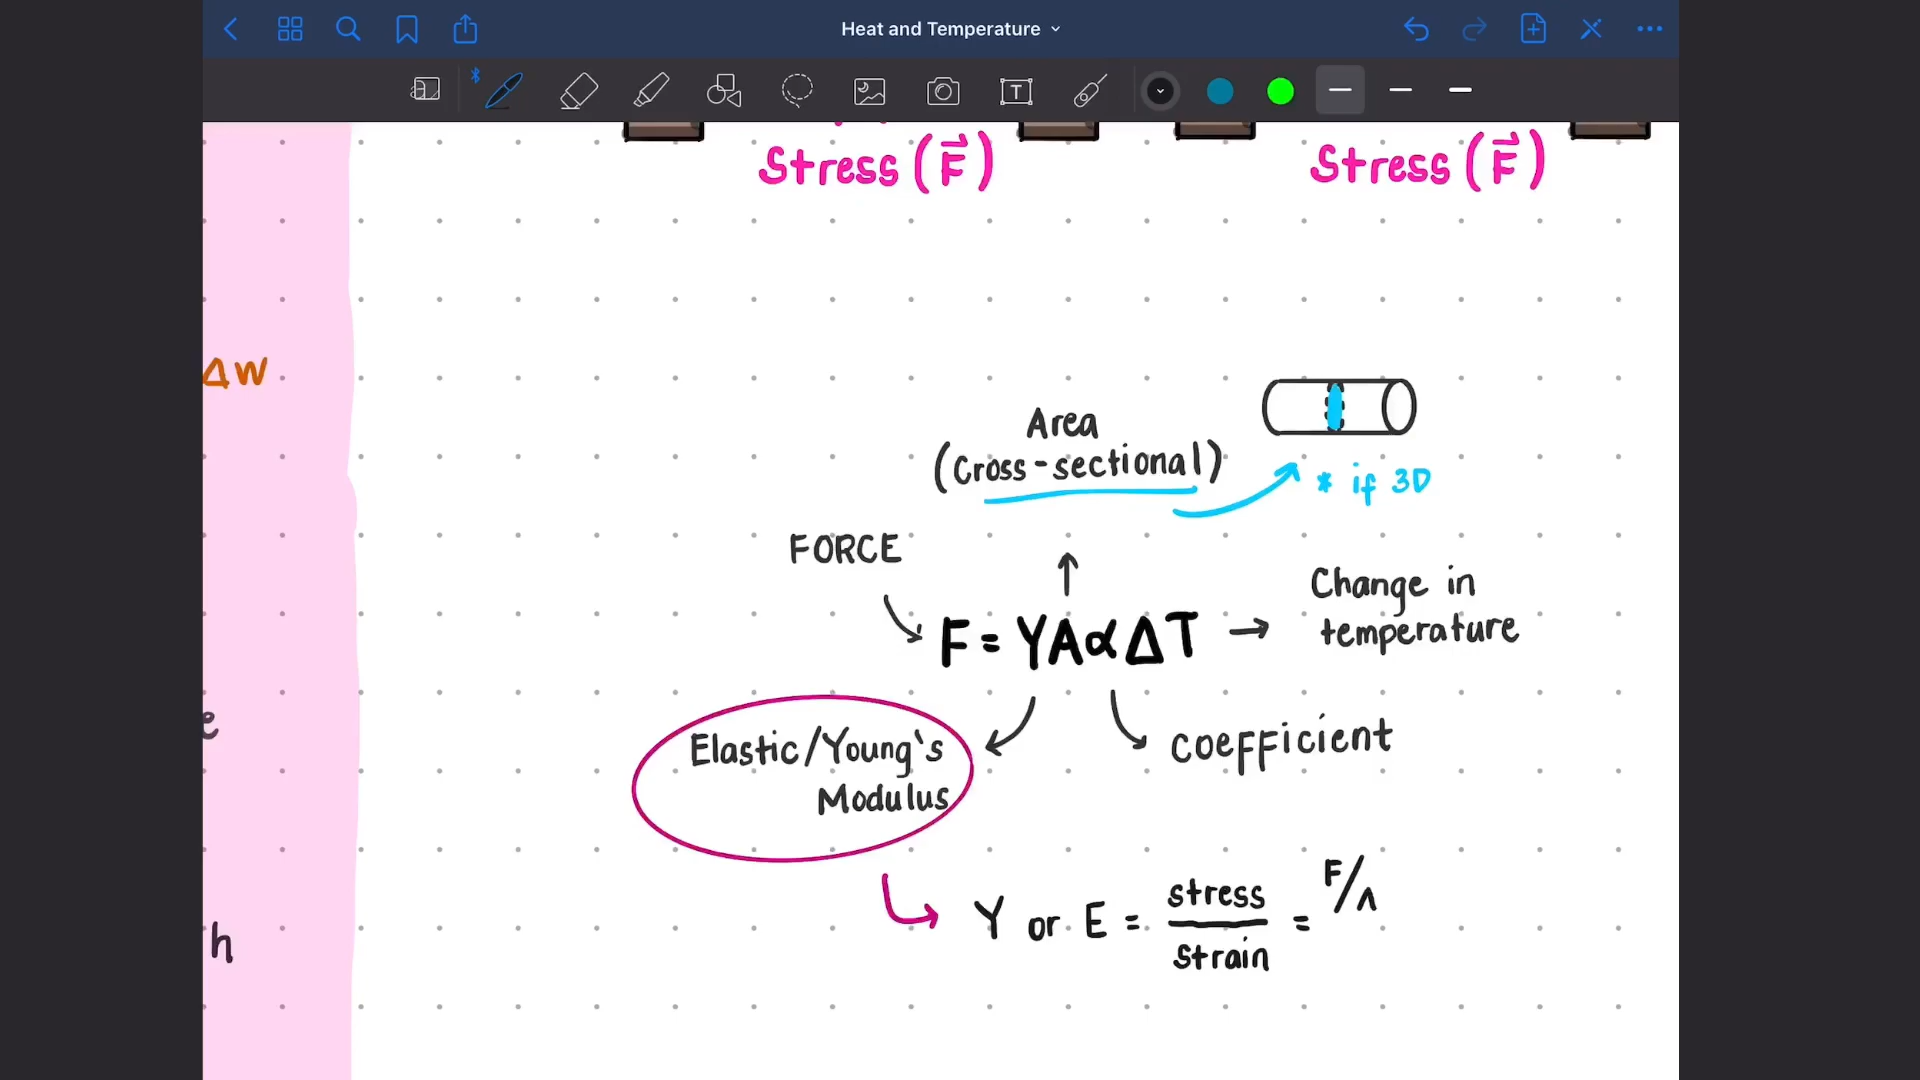 Heat and Temperature
T
Stress (F⃗)
Stress (F⃗)
ΔW
Area
(Cross-sectional)
* if 3D
FORCE
Change in
temperature
F = YAαΔT
e
Elastic/Young's
Modulus
Coefficient
Y or E = stress/strain = F/Λ
h